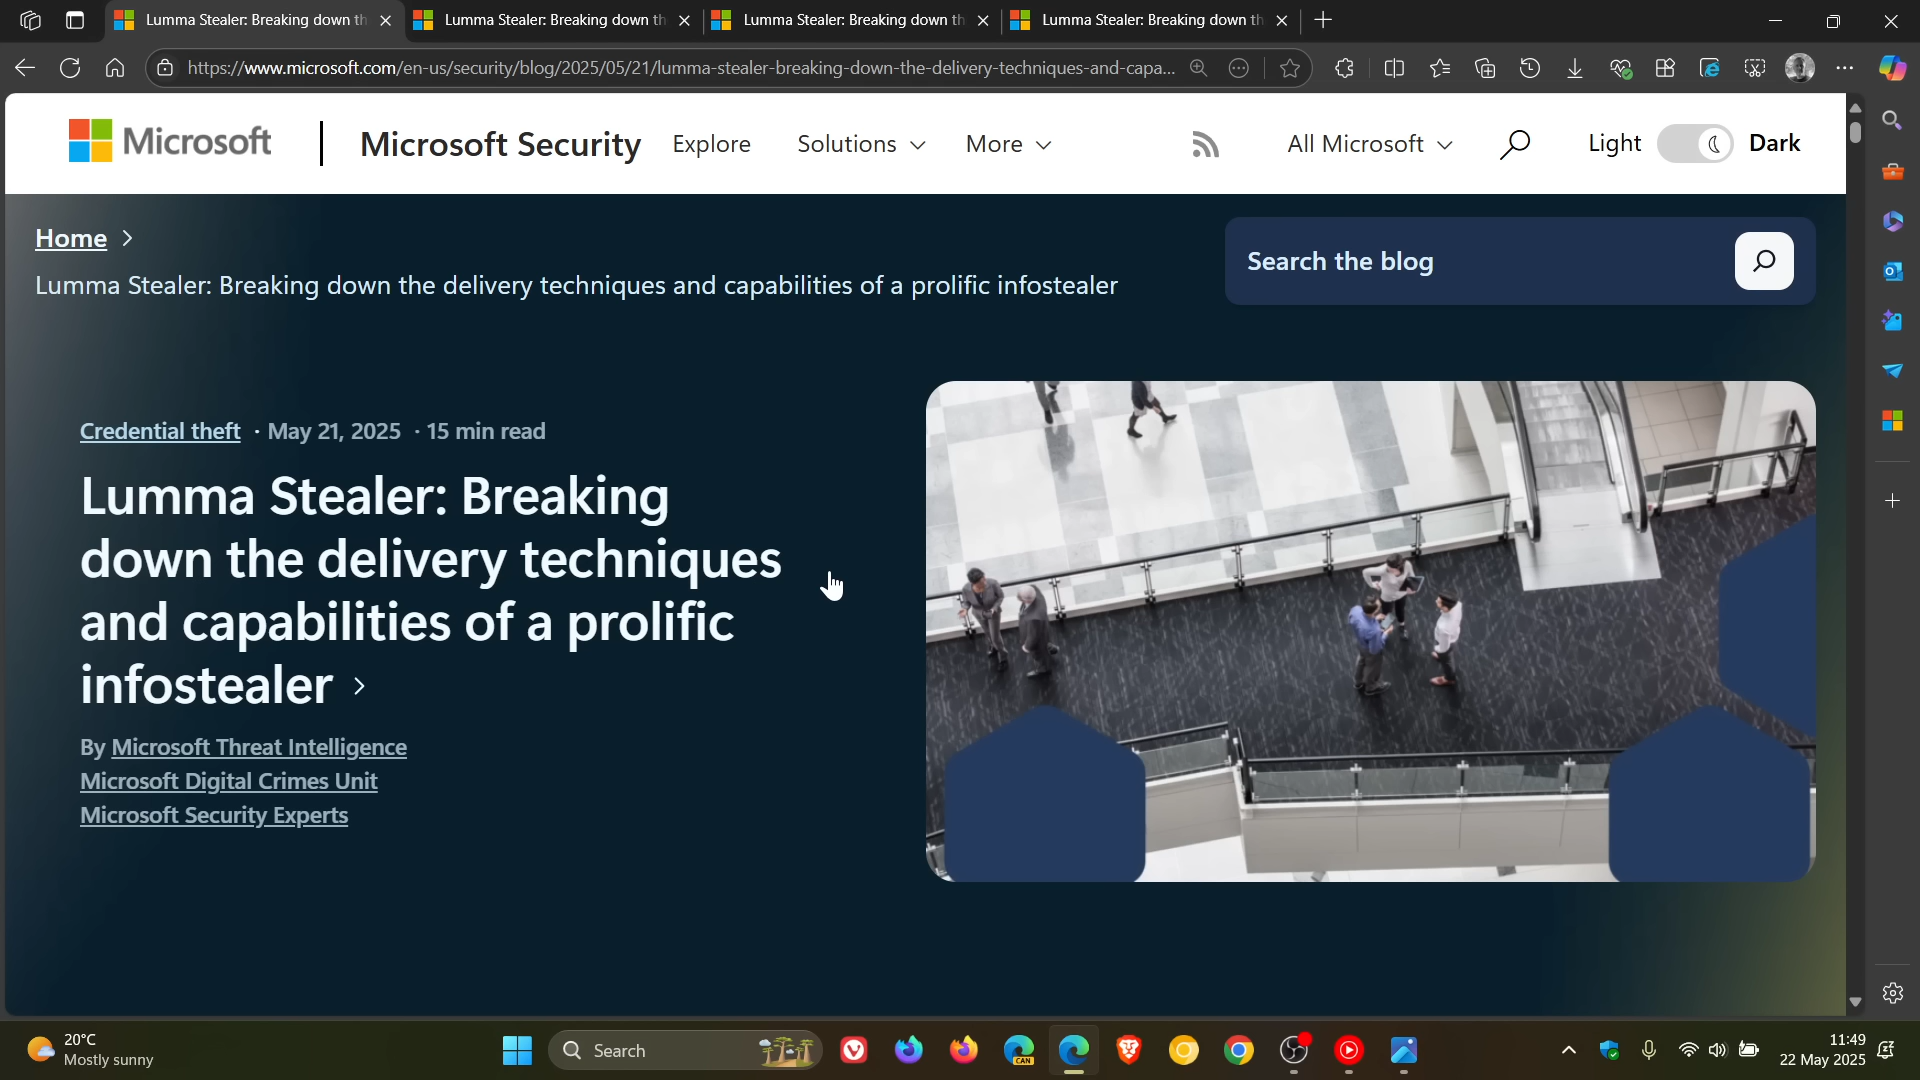 Lumma Stealer: Breaking down th
Lumma Stealer: Breaking down th
Lumma Stealer: Breaking down th
Lumma Stealer: Breaking down th
https://www.microsoft.com/en-us/security/blog/2025/05/21/lumma-stealer-breaking-down-the-delivery-techniques-and-capa...
Microsoft
Microsoft Security
Explore
Solutions
More
All Microsoft
Light
Dark
Home
Lumma Stealer: Breaking down the delivery techniques and capabilities of a prolific infostealer
Search the blog
Credential theft · May 21, 2025 · 15 min read
Lumma Stealer: Breaking
down the delivery techniques
and capabilities of a prolific
infostealer
By Microsoft Threat Intelligence
Microsoft Digital Crimes Unit
Microsoft Security Experts
20°C
Mostly sunny
Search
CAN
11:49
22 May 2025